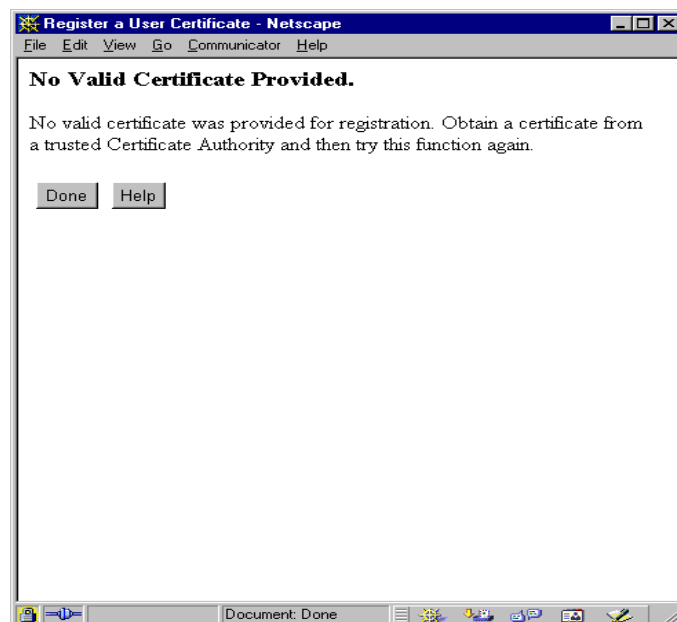 Register a User Certificate - Netscape
File Edit View Go Communicator Help
No Valid Certificate Provided.
No valid certificate was provided for registration. Obtain a certificate from
a trusted Certificate Authority and then try this function again.
Done Help
Document: Done